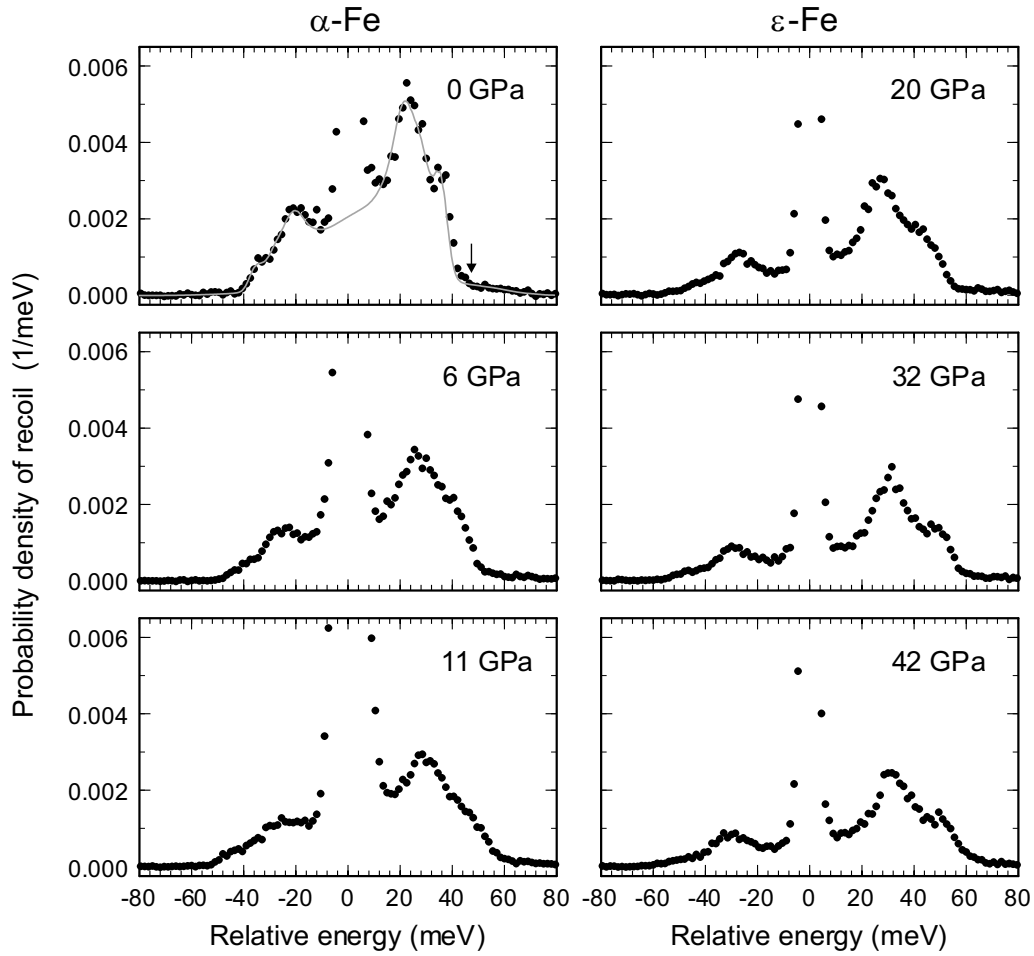 α-Fe
ε-Fe
Probability density of recoil (1/meV)
0.006
0.004
0.002
0.000
0 GPa
20 GPa
0.006
0.004
0.002
0.000
6 GPa
32 GPa
0.006
0.004
0.002
0.000
11 GPa
42 GPa
-80 -60 -40 -20 0 20 40 60 80
-80 -60 -40 -20 0 20 40 60 80
Relative energy (meV)
Relative energy (meV)